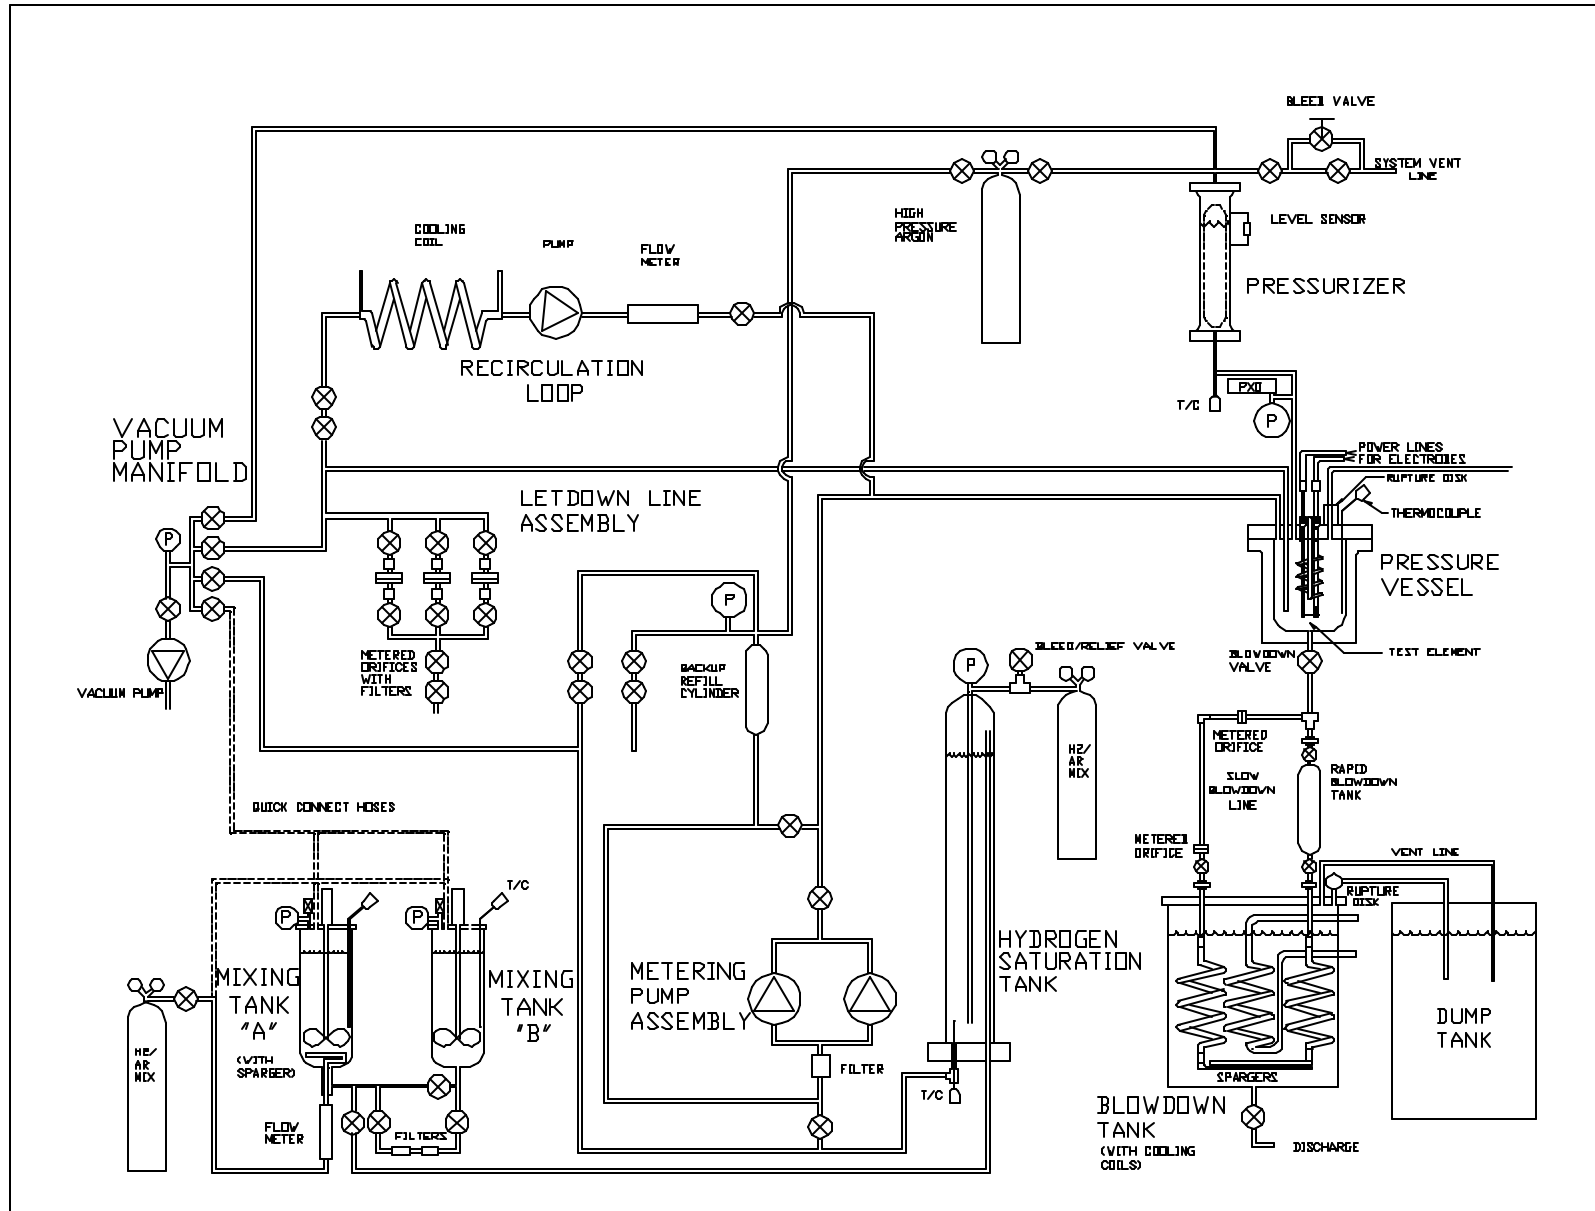 BLEED VALVE
SYSTEM VENT
LINE
HIGH
PRESSURE
ARGON
LEVEL SENSOR
PRESSURIZER
COOLING
COIL
PUMP
FLOW
METER
RECIRCULATION
LOOP
PXD
T/C
P
VACUUM
PUMP
MANIFOLD
POWER LINES
FOR ELECTRODES
RUPTURE DISK
THERMOCOUPLE
LETDOWN LINE
ASSEMBLY
P
PRESSURE
VESSEL
P
METERED
ORIFICES
WITH
FILTERS
BACKUP
REFILL
CYLINDER
P
BLEED/RELIEF VALVE
BLOWDOWN
VALVE
TEST ELEMENT
VACUUM PUMP
METERED
ORIFICE
H2/
AR
MIX
SLOW
BLOWDOWN
LINE
RAPID
BLOWDOWN
TANK
QUICK CONNECT HOSES
METERED
ORIFICE
VENT LINE
RUPTURE
DISK
T/C
P
P
MIXING
TANK
"A"
(WITH
SPARGER)
MIXING
TANK
"B"
METERING
PUMP
ASSEMBLY
HYDROGEN
SATURATION
TANK
DUMP
TANK
H2/
AR
MIX
FILTER
T/C
SPARGERS
FLOW
METER
FILTERS
BLOWDOWN
TANK
(WITH COOLING
COILS)
DISCHARGE